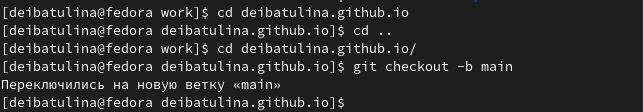 [deibatulina@fedora work]$ cd deibatulina.github.io
[deibatulina@fedora deibatulina.github.io]$ cd ..
[deibatulina@fedora work]$ cd deibatulina.github.io/
[deibatulina@fedora deibatulina.github.io]$ git checkout -b main
Переключились на новую ветку «main»
[deibatulina@fedora deibatulina.github.io]$